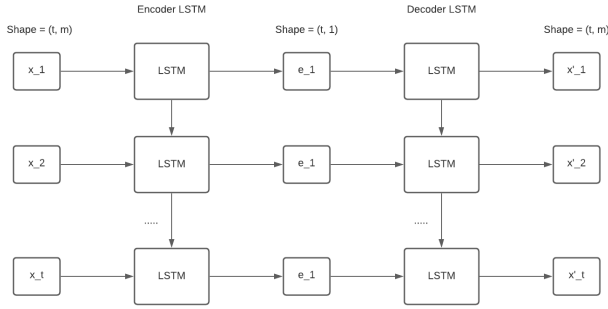 Encoder LSTM
Decoder LSTM
Shape = (t, m)
Shape = (t, 1)
Shape = (t, m)
x_1
LSTM
e_1
LSTM
x'_1
x_2
LSTM
e_1
LSTM
x'_2
.....
.....
x_t
LSTM
e_1
LSTM
x'_t